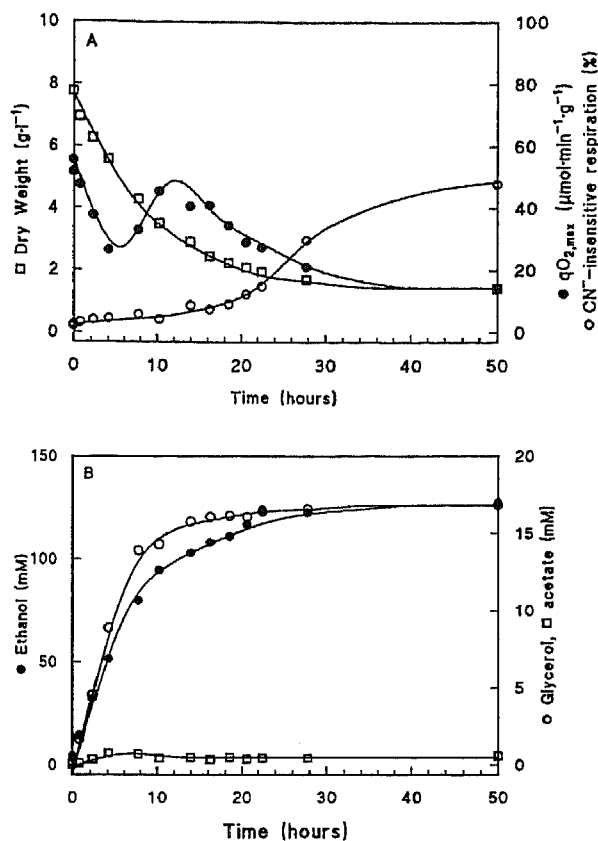 A
10
8
6
4
2
0
□ Dry Weight (g·l⁻¹)
100
80
60
40
20
0
● qO₂,max (μmol·min⁻¹·g⁻¹)
○ CN⁻-insensitive respiration (%)
0 10 20 30 40 50
Time (hours)
B
150
100
50
0
● Ethanol (mM)
20
15
10
5
0
○ Glycerol, □ acetate (mM)
0 10 20 30 40 50
Time (hours)